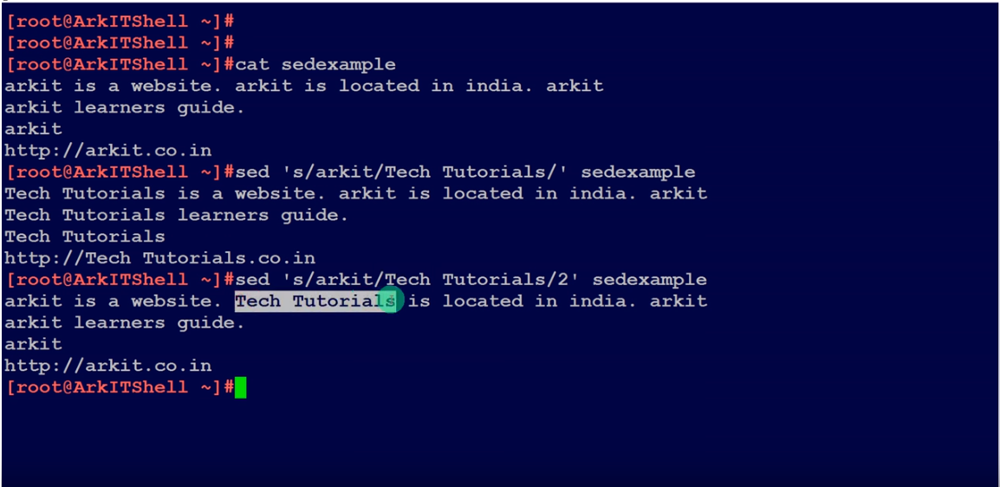 [root@ArkITShell ~]#
[root@ArkITShell ~]#
[root@ArkITShell ~]#cat sedexample
arkit is a website. arkit is located in india. arkit
arkit learners guide.
arkit
http://arkit.co.in
[root@ArkITShell ~]#sed 's/arkit/Tech Tutorials/' sedexample
Tech Tutorials is a website. arkit is located in india. arkit
Tech Tutorials learners guide.
Tech Tutorials
http://Tech Tutorials.co.in
[root@ArkITShell ~]#sed 's/arkit/Tech Tutorials/2' sedexample
arkit is a website. Tech Tutorials is located in india. arkit
arkit learners guide.
arkit
http://arkit.co.in
[root@ArkITShell ~]#